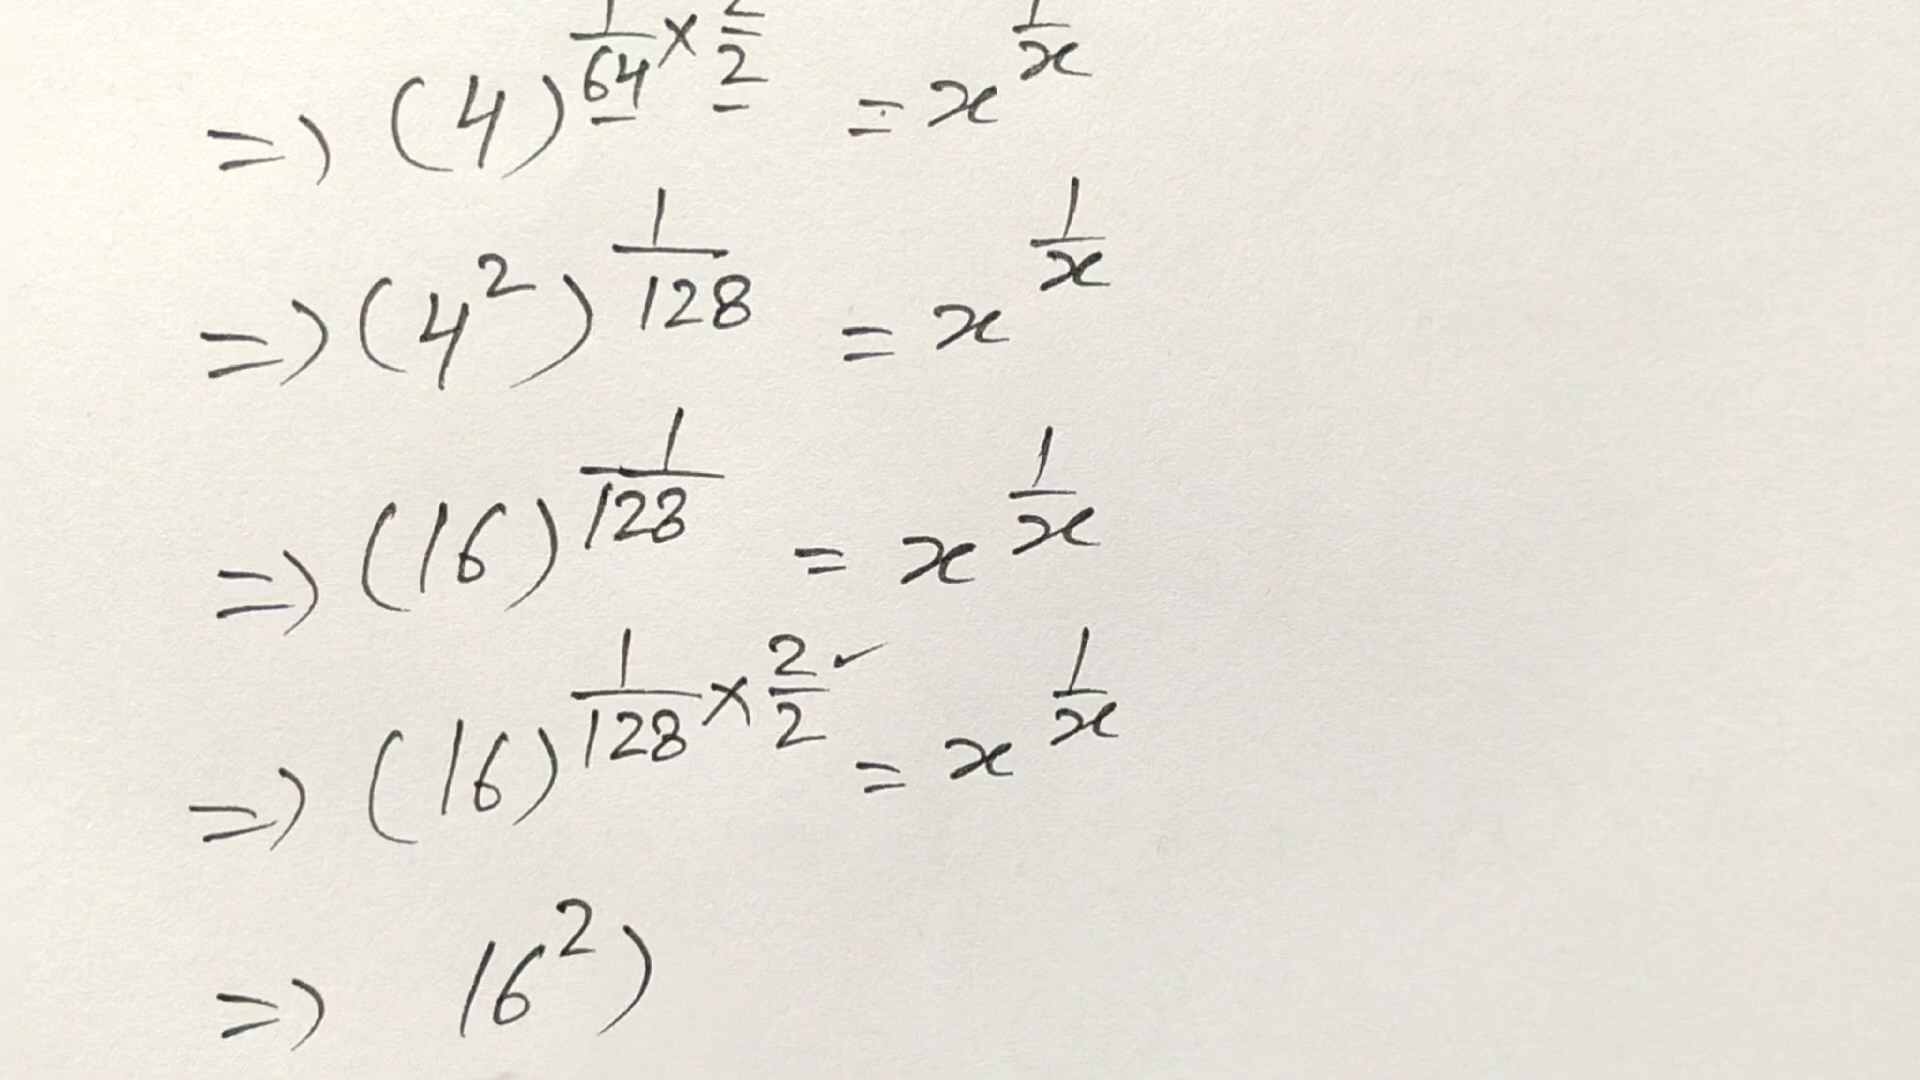 => (4)^(1/64 × 2/2) = x^(1/x)
=> (4²)^(1/128) = x^(1/x)
=> (16)^(1/128) = x^(1/x)
=> (16)^(1/128 × 2/2) ✓ = x^(1/x)
=> 16²)